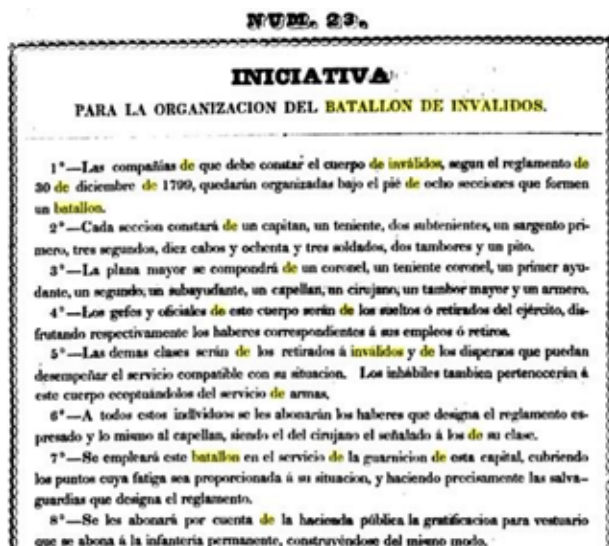 NUM. 23.
INICIATIVA
PARA LA ORGANIZACION DEL BATALLON DE INVALIDOS.
1ª—Las compañías de que debe constar el cuerpo de inválidos, segun el reglamento de
30 de diciembre de 1799, quedarán organizadas bajo el pié de ocho secciones que formen
un batallon.
2ª—Cada seccion constará de un capitan, un teniente, dos subtenientes, un sargento pri-
mero, tres segundos, diez cabos y ochenta y tres soldados, dos tambores y un pito.
3ª—La plana mayor se compondrá de un coronel, un teniente coronel, un primer ayu-
dante, un segundo, un subayudante, un capellan, un cirujano, un tambor mayor y un armero.
4ª—Los gefes y oficiales de este cuerpo serán de los sueltos ó retirados del ejército, dis-
frutando respectivamente los haberes correspondientes á sus empleos ó retiros.
5ª—Las demas clases serán de los retirados á inválidos y de los dispersos que puedan
desempeñar el servicio compatible con su situacion. Los inhábiles tambien pertenecerán á
este cuerpo eceptuándolos del servicio de armas.
6ª—A todos estos individuos se les abonarán los haberes que designa el reglamento es-
presado y lo mismo al capellan, siendo el del cirujano el señalado á los de su clase.
7ª—Se empleará este batallon en el servicio de la guarnicion de esta capital, cubriendo
los puntos cuya fatiga sea proporcionada á su situacion, y haciendo precisamente las salva-
guardias que designa el reglamento.
8ª—Se les abonará por cuenta de la hacienda pública la gratificacion para vestuario
que se abona á la infantería permanente, construyéndose del mismo modo.